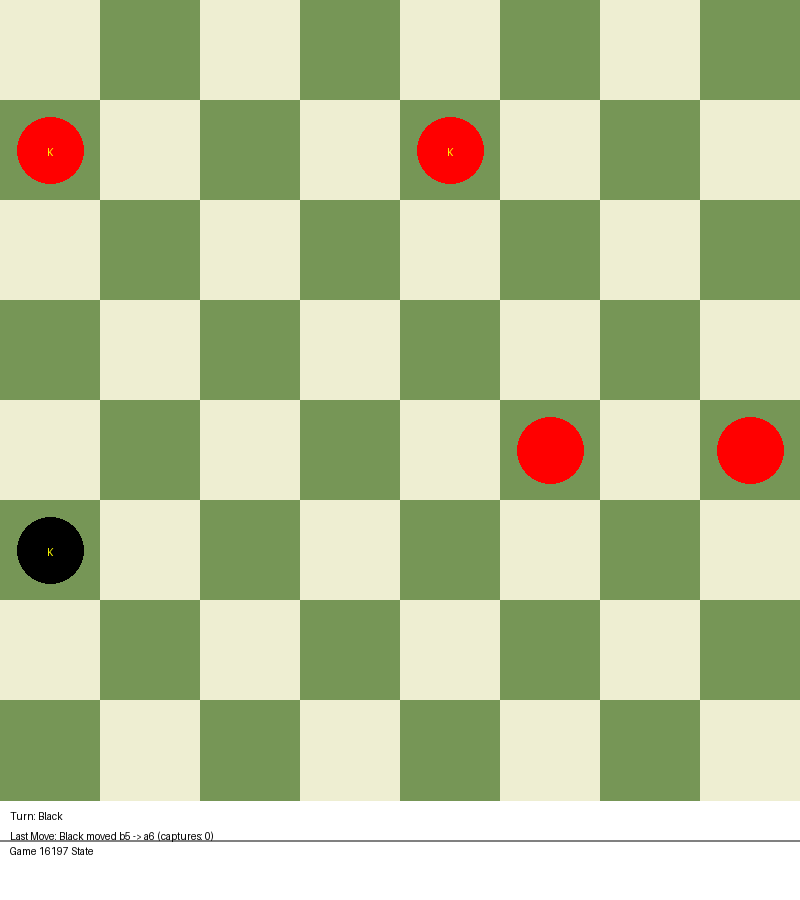 K
K
K
Turn: Black
Last Move: Black moved b5 -> a6 (captures: 0)
Game 16197 State